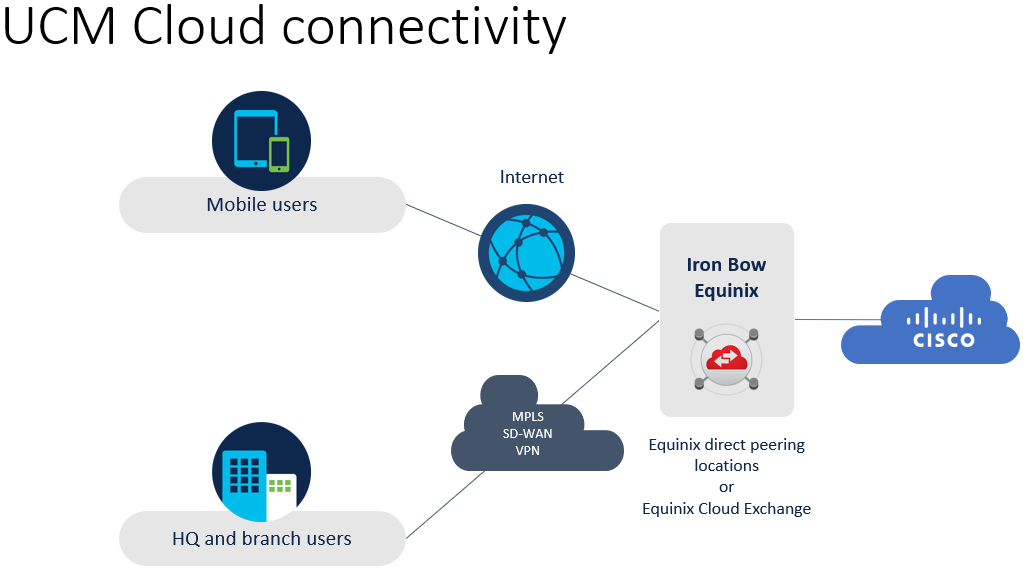 UCM Cloud connectivity
Mobile users
Internet
Iron Bow
Equinix
CISCO
MPLS
SD-WAN
VPN
Equinix direct peering
locations
or
Equinix Cloud Exchange
HQ and branch users